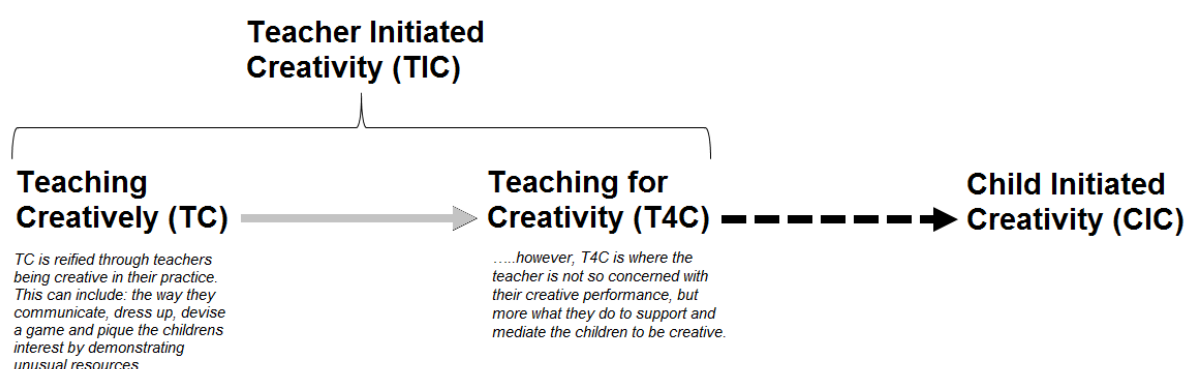 Teacher Initiated
Creativity (TIC)
Teaching
Creatively (TC)
Teaching for
Creativity (T4C)
Child Initiated
Creativity (CIC)
TC is reified through teachers
being creative in their practice.
This can include: the way they
communicate, dress up, devise
a game and pique the childrens
interest by demonstrating
unusual resources
.....however, T4C is where the
teacher is not so concerned with
their creative performance, but
more what they do to support and
mediate the children to be creative.